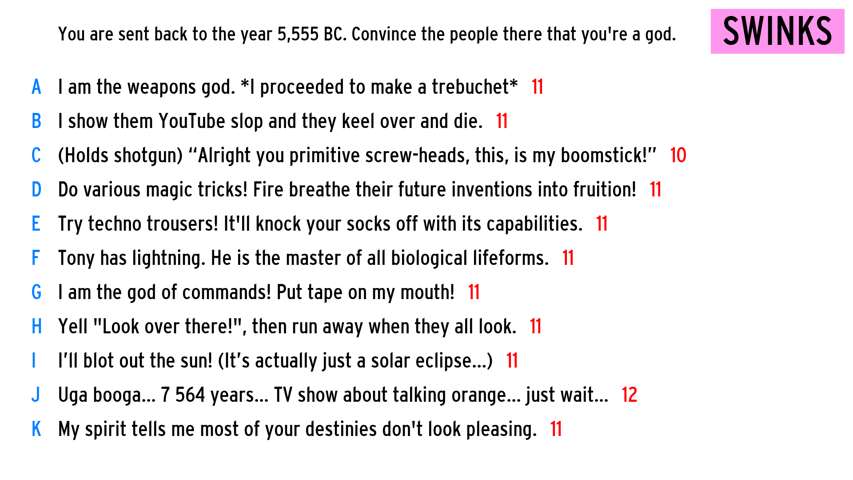 You are sent back to the year 5,555 BC. Convince the people there that you're a god.
SWINKS
A I am the weapons god. *I proceeded to make a trebuchet* 11
B I show them YouTube slop and they keel over and die. 11
C (Holds shotgun) “Alright you primitive screw-heads, this, is my boomstick!” 10
D Do various magic tricks! Fire breathe their future inventions into fruition! 11
E Try techno trousers! It'll knock your socks off with its capabilities. 11
F Tony has lightning. He is the master of all biological lifeforms. 11
G I am the god of commands! Put tape on my mouth! 11
H Yell "Look over there!", then run away when they all look. 11
I I’ll blot out the sun! (It’s actually just a solar eclipse...) 11
J Uga booga... 7 564 years... TV show about talking orange... just wait... 12
K My spirit tells me most of your destinies don't look pleasing. 11